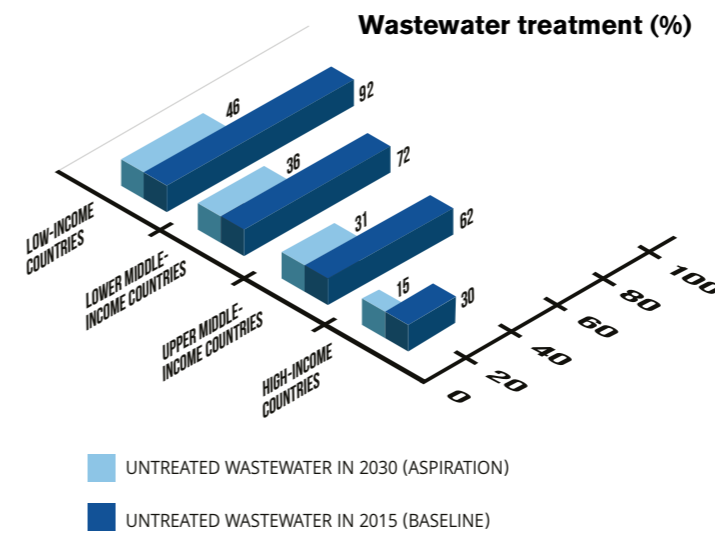 Wastewater treatment (%)
46
92
36
72
31
62
15
30
LOW-INCOME
COUNTRIES
LOWER MIDDLE-
INCOME COUNTRIES
UPPER MIDDLE-
INCOME COUNTRIES
HIGH-INCOME
COUNTRIES
0
20
40
60
80
100
UNTREATED WASTEWATER IN 2030 (ASPIRATION)
UNTREATED WASTEWATER IN 2015 (BASELINE)